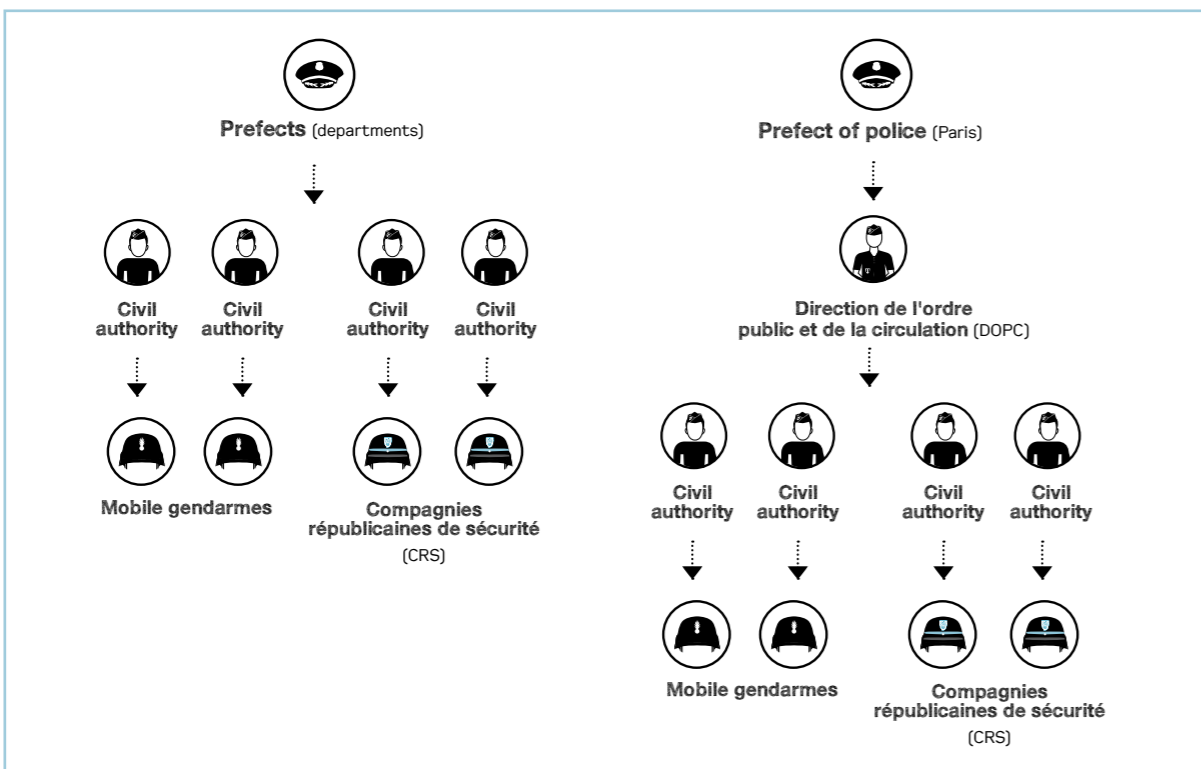 Prefects (departments)
Civil
authority
Civil
authority
Civil
authority
Civil
authority
Mobile gendarmes
Compagnies
républicaines de sécurité
(CRS)
Prefect of police (Paris)
Direction de l'ordre
public et de la circulation (DOPC)
Civil
authority
Civil
authority
Civil
authority
Civil
authority
Mobile gendarmes
Compagnies
républicaines de sécurité
(CRS)